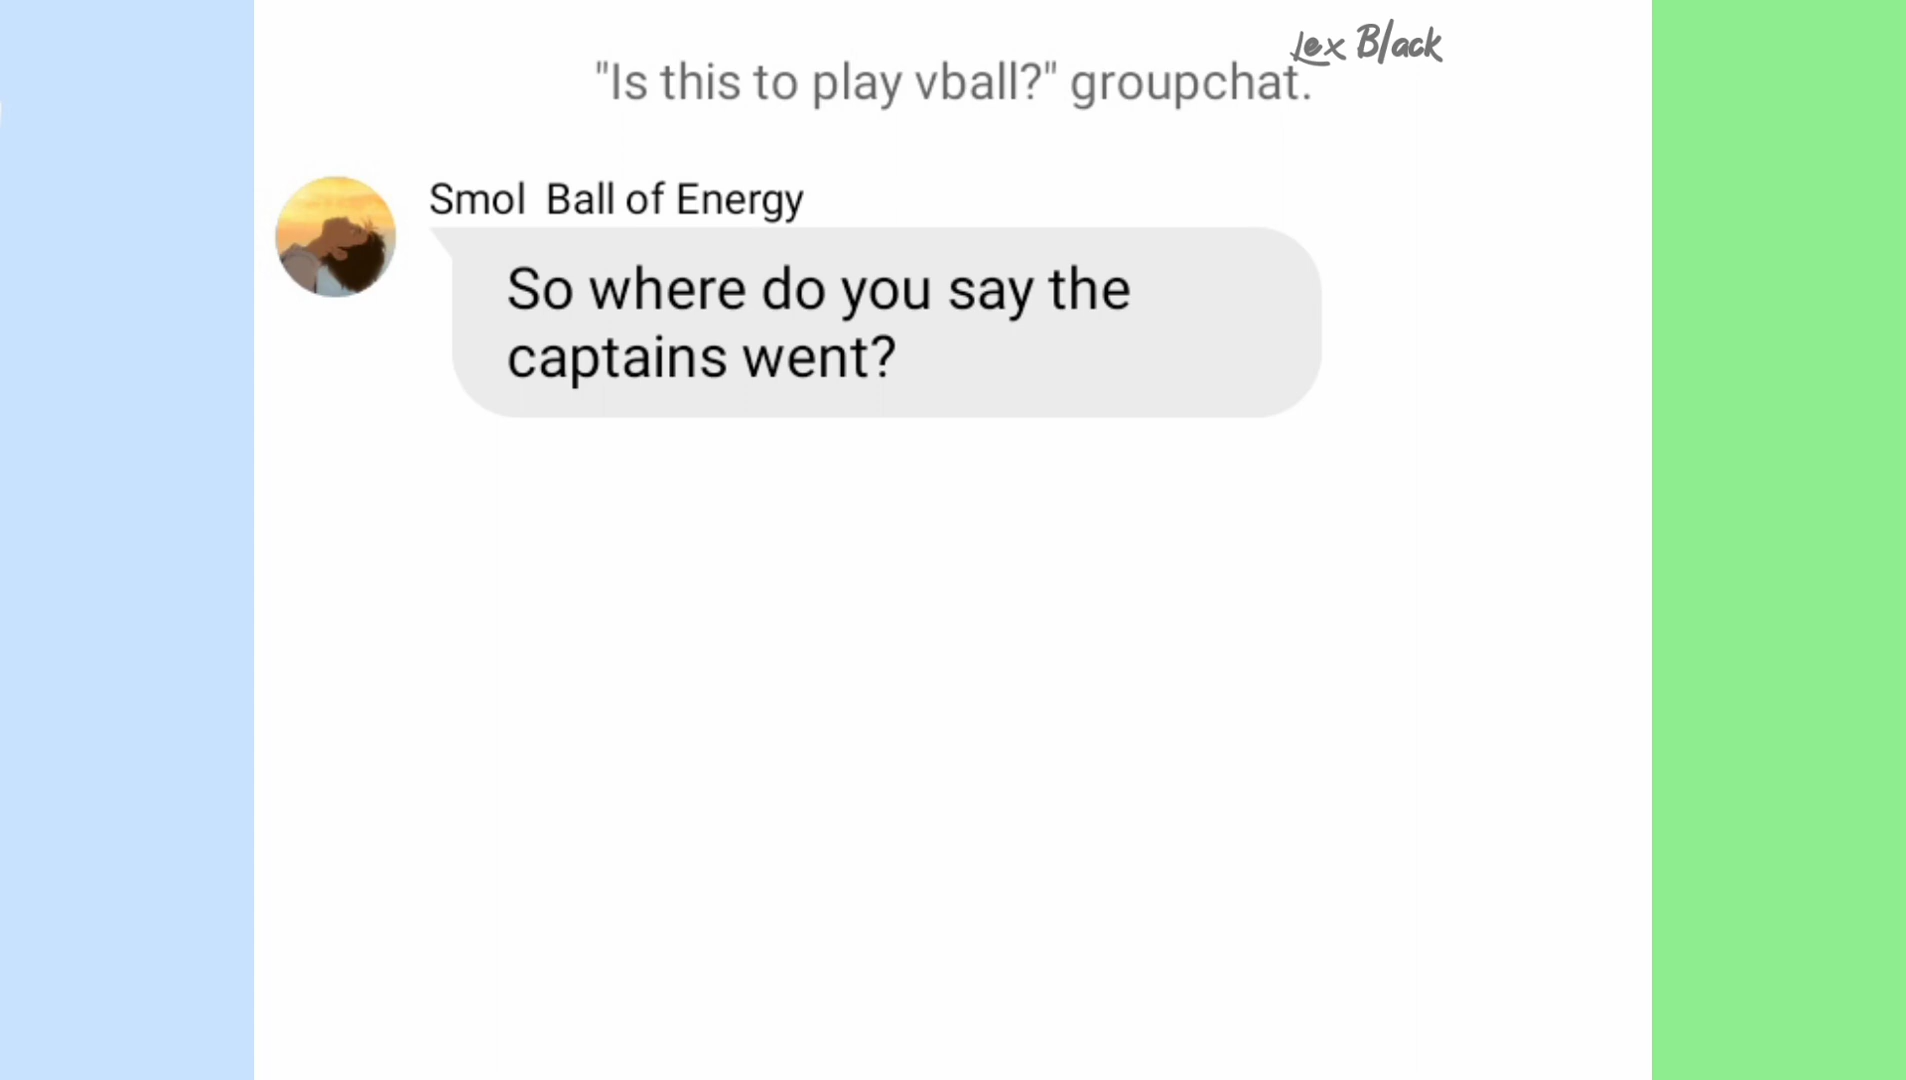 Lex Black
"Is this to play vball?" groupchat.
Smol  Ball of Energy
So where do you say the
captains went?